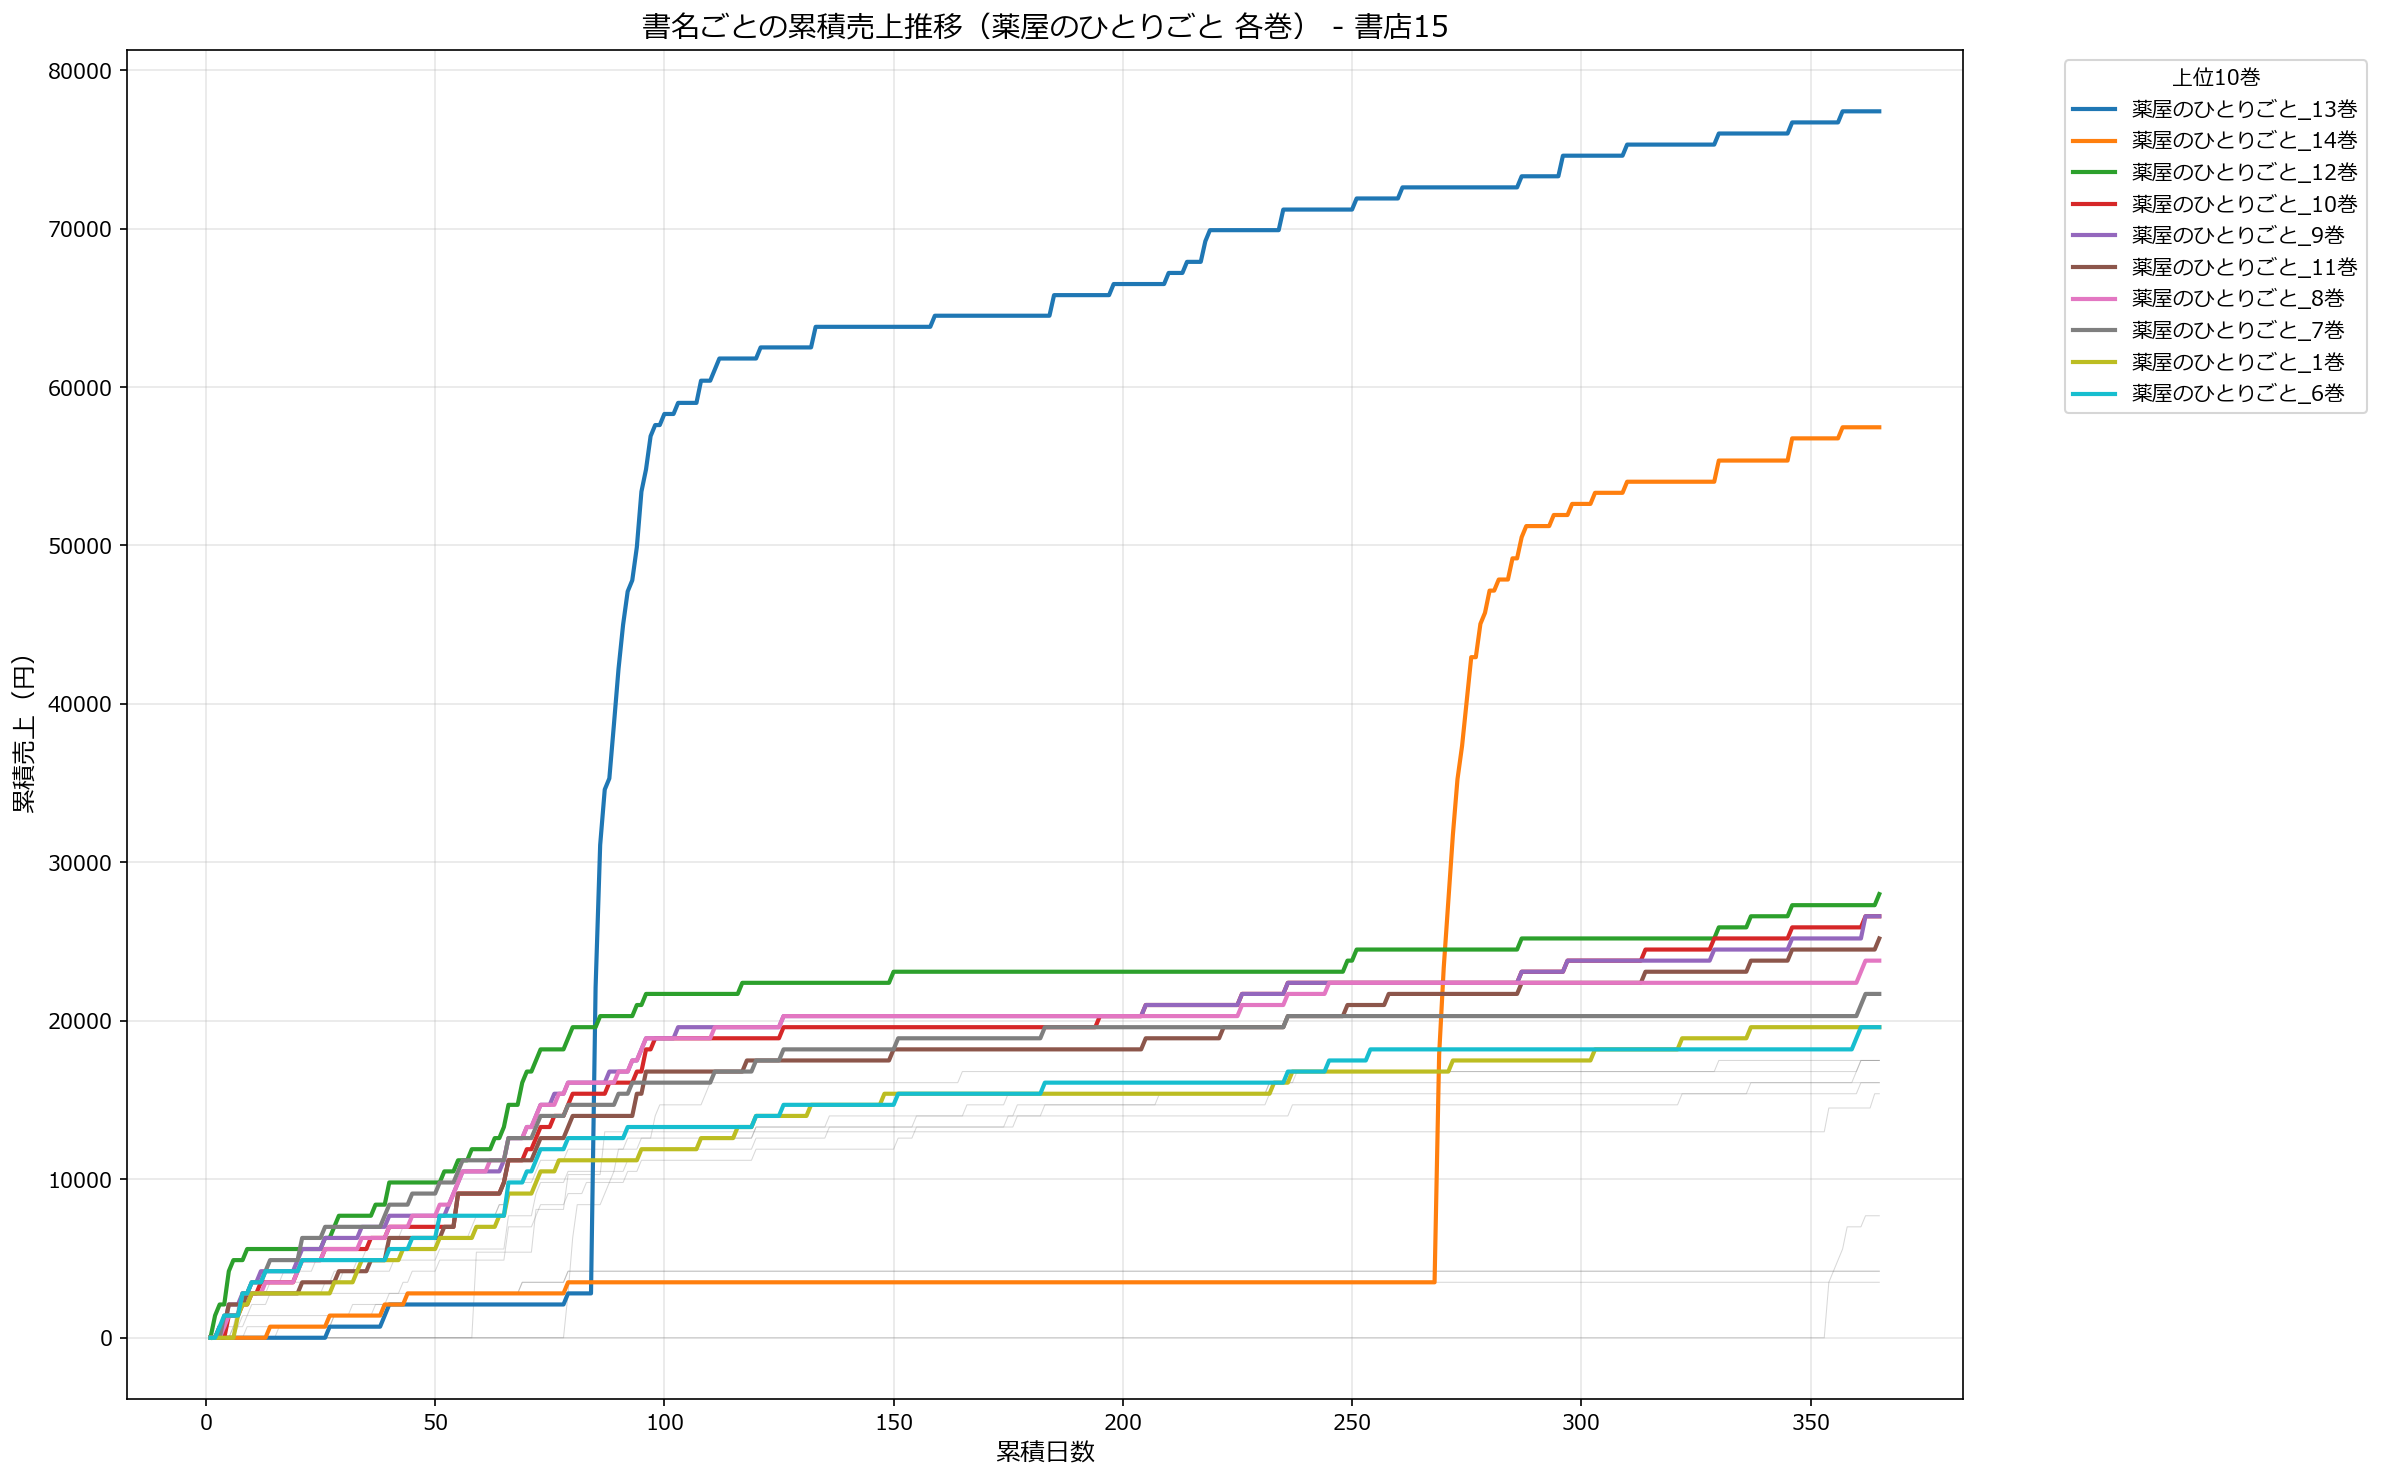 書名ごとの累積売上推移（薬屋のひとりごと 各巻） - 書店15
80000
70000
60000
50000
40000
30000
20000
10000
0
累積売上（円）
0 50 100 150 200 250 300 350
累積日数
上位10巻
薬屋のひとりごと_13巻
薬屋のひとりごと_14巻
薬屋のひとりごと_12巻
薬屋のひとりごと_10巻
薬屋のひとりごと_9巻
薬屋のひとりごと_11巻
薬屋のひとりごと_8巻
薬屋のひとりごと_7巻
薬屋のひとりごと_1巻
薬屋のひとりごと_6巻